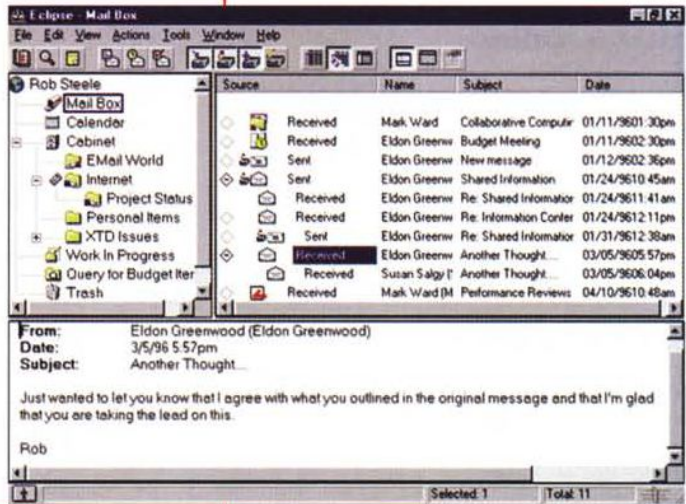 Eclipse - Mail Box
File Edit View Actions Tools Window Help
Rob Steele
Mail Box
Calendar
Cabinet
EMail World
Internet
Project Status
Personal Items
XTD Issues
Work In Progress
Query for Budget Iter
Trash
Source Name Subject Date
Received Mark Ward Collaborative Computir 01/11/9601:30pm
Received Eldon Greenw Budget Meeting 01/11/9602:30pm
Sent Eldon Greenw New message 01/12/9602:36pm
Sent Eldon Greenw Shared Information 01/24/9610:45am
Received Eldon Greenw Re: Shared Informatior 01/24/9611:41am
Received Eldon Greenw Re: Information Conter 01/24/9612:11pm
Sent Eldon Greenw Re: Shared Informatior 01/31/9612:38am
Received Eldon Greenw Another Thought... 03/05/9605:57pm
Received Susan Salgy (' Another Thought... 03/05/9606:04pm
Received Mark Ward (M Performance Reviews 04/10/9610:48am
From: Eldon Greenwood (Eldon Greenwood)
Date: 3/5/96 5:57pm
Subject: Another Thought...
Just wanted to let you know that I agree with what you outlined in the original message and that I'm glad
that you are taking the lead on this.
Rob
Selected: 1 Total: 11